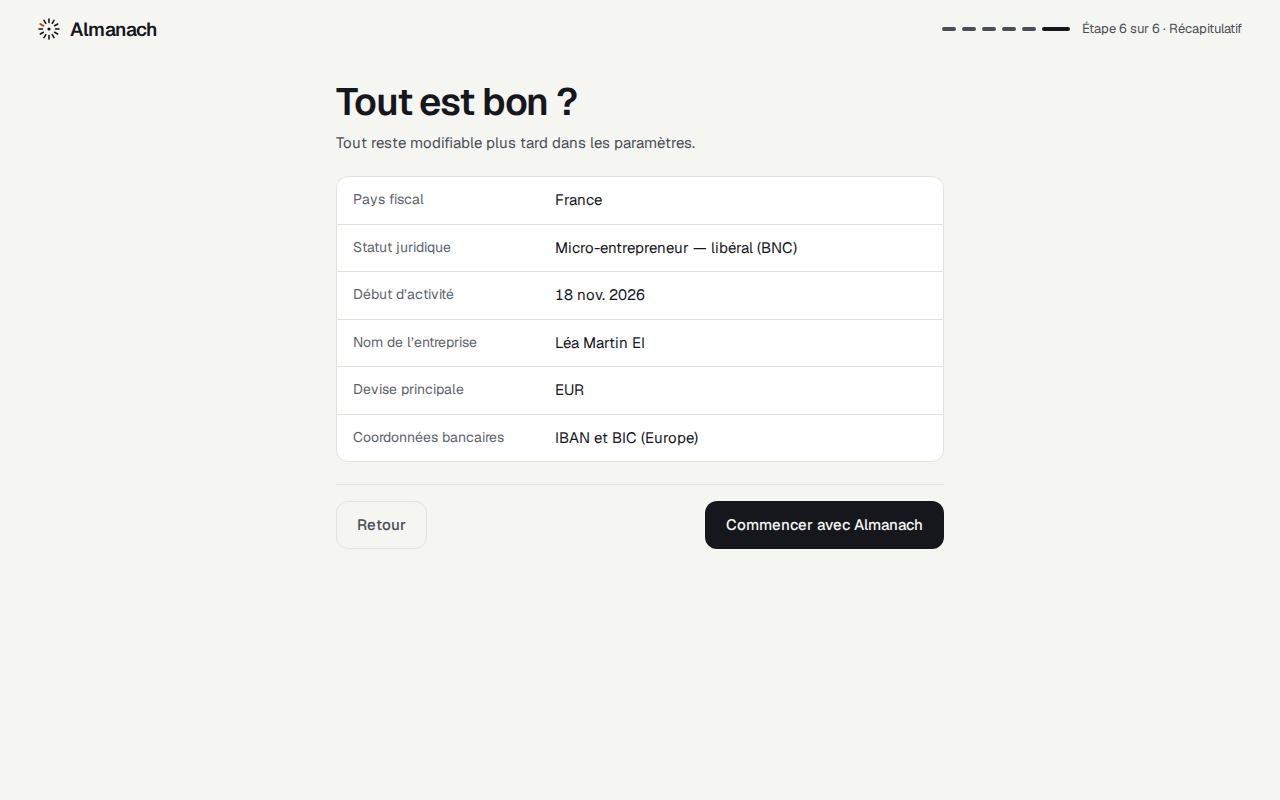 Almanach
Étape 6 sur 6 · Récapitulatif
Tout est bon ?
Tout reste modifiable plus tard dans les paramètres.
Pays fiscal
France
Statut juridique
Micro-entrepreneur — libéral (BNC)
Début d'activité
18 nov. 2026
Nom de l'entreprise
Léa Martin EI
Devise principale
EUR
Coordonnées bancaires
IBAN et BIC (Europe)
Retour
Commencer avec Almanach